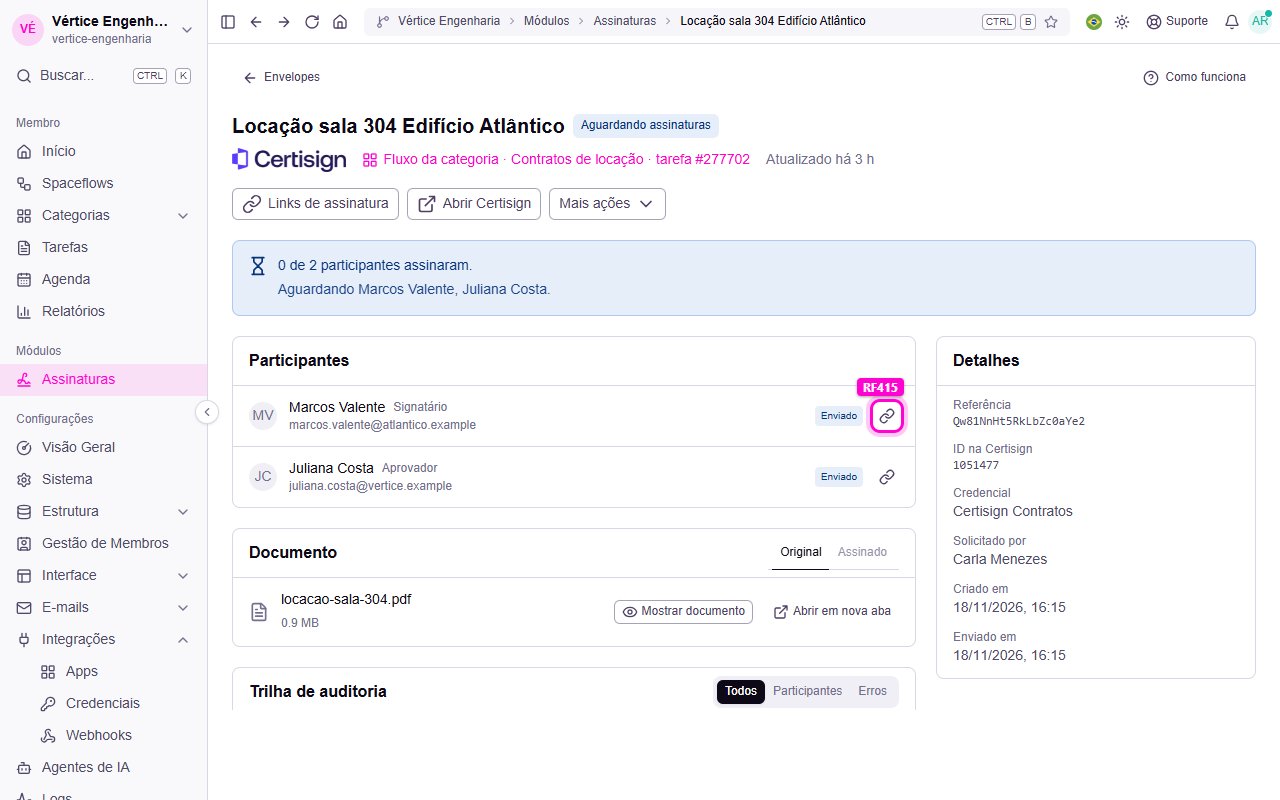 VÉ
Vértice Engenh...
vertice-engenharia
Buscar...
CTRL
K
Membro
Início
Spaceflows
Categorias
Tarefas
Agenda
Relatórios
Módulos
Assinaturas
Configurações
Visão Geral
Sistema
Estrutura
Gestão de Membros
Interface
E-mails
Integrações
Apps
Credenciais
Webhooks
Agentes de IA
Logs
Vértice Engenharia
Módulos
Assinaturas
Locação sala 304 Edifício Atlântico
CTRL
B
Suporte
AR
Envelopes
Como funciona
Locação sala 304 Edifício Atlântico
Aguardando assinaturas
Certisign
Fluxo da categoria · Contratos de locação · tarefa #277702
Atualizado há 3 h
Links de assinatura
Abrir Certisign
Mais ações
0 de 2 participantes assinaram.
Aguardando Marcos Valente, Juliana Costa.
Participantes
RF415
MV
Marcos Valente Signatário
marcos.valente@atlantico.example
Enviado
JC
Juliana Costa Aprovador
juliana.costa@vertice.example
Enviado
Documento
Original
Assinado
locacao-sala-304.pdf
0.9 MB
Mostrar documento
Abrir em nova aba
Trilha de auditoria
Todos
Participantes
Erros
Detalhes
Referência
Qw81NnHt5RkLbZc0aYe2
ID na Certisign
1051477
Credencial
Certisign Contratos
Solicitado por
Carla Menezes
Criado em
18/11/2026, 16:15
Enviado em
18/11/2026, 16:15